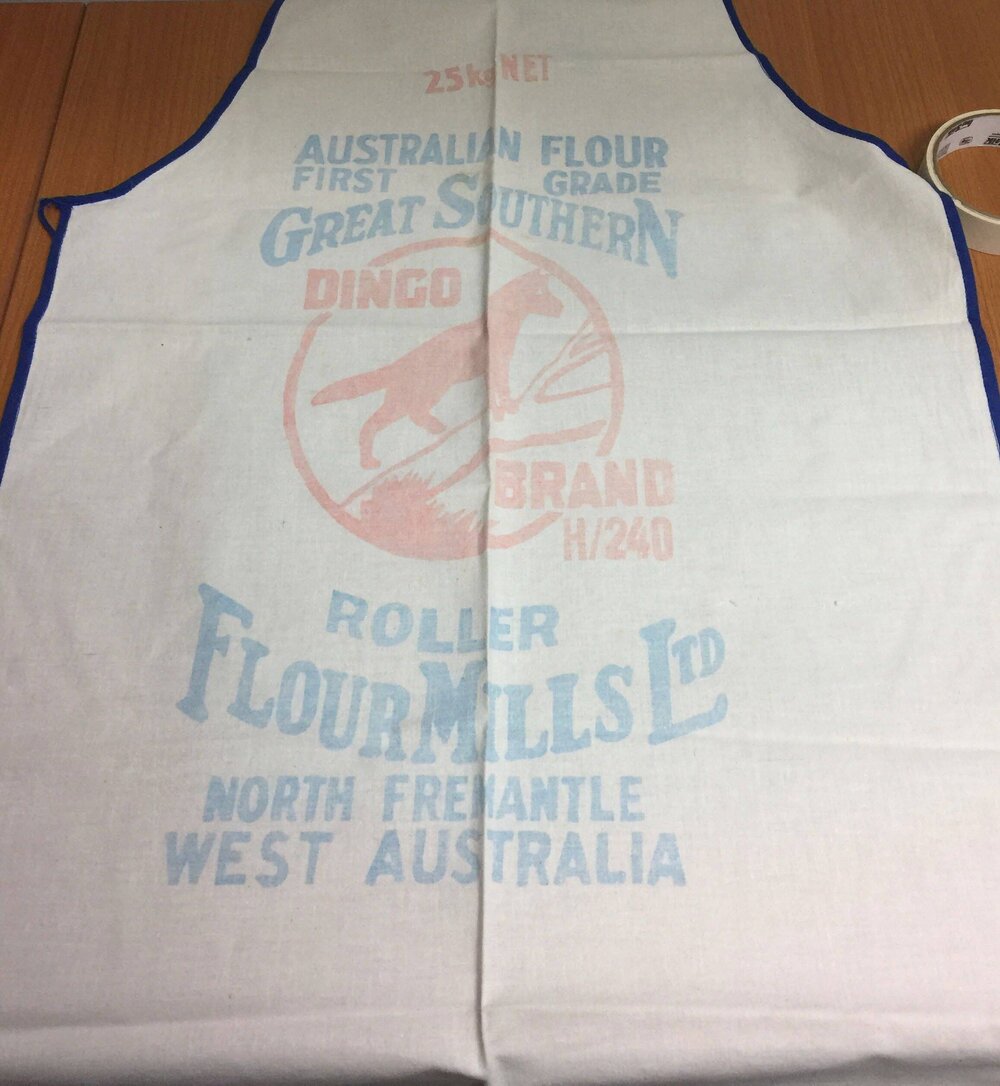 25kg NET
AUSTRALIAN FLOUR
FIRST GRADE
GREAT SOUTHERN
DINGO
BRAND
H/240
ROLLER
FLOUR MILLS LTD
NORTH FREMANTLE
WEST AUSTRALIA